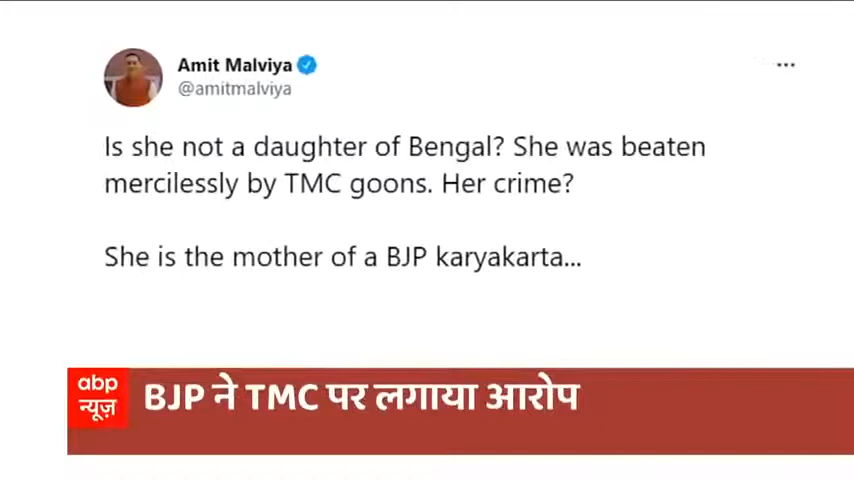 Amit Malviya
@amitmalviya
Is she not a daughter of Bengal? She was beaten
mercilessly by TMC goons. Her crime?
She is the mother of a BJP karyakarta...
abp
न्यूज़
BJP ने TMC पर लगाया आरोप